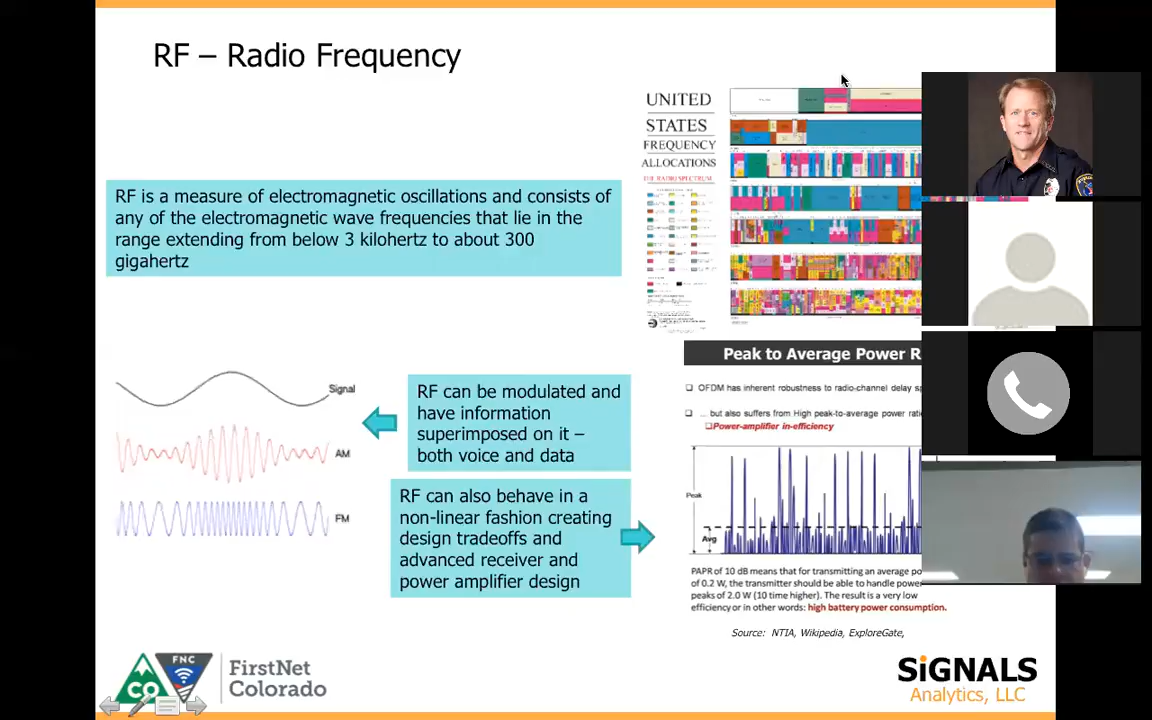 RF – Radio Frequency
UNITED
STATES
FREQUENCY
ALLOCATIONS
THE RADIO SPECTRUM
RF is a measure of electromagnetic oscillations and consists of
any of the electromagnetic wave frequencies that lie in the
range extending from below 3 kilohertz to about 300
gigahertz
Signal
AM
FM
RF can be modulated and
have information
superimposed on it –
both voice and data
RF can also behave in a
non-linear fashion creating
design tradeoffs and
advanced receiver and
power amplifier design
Peak to Average Power R
OFDM has inherent robustness to radio-channel delay
... but also suffers from High peak-to-average power
Power-amplifier in-efficiency
Peak
Avg
PAPR of 10 dB means that for transmitting an average
of 0.2 W, the transmitter should be able to handle power
peaks of 2.0 W (10 time higher). The result is a very low
efficiency or in other words: high battery power consumption.
Source: NTIA, Wikipedia, ExploreGate,
CO
FNC
FirstNet
Colorado
SiGNALS
Analytics, LLC